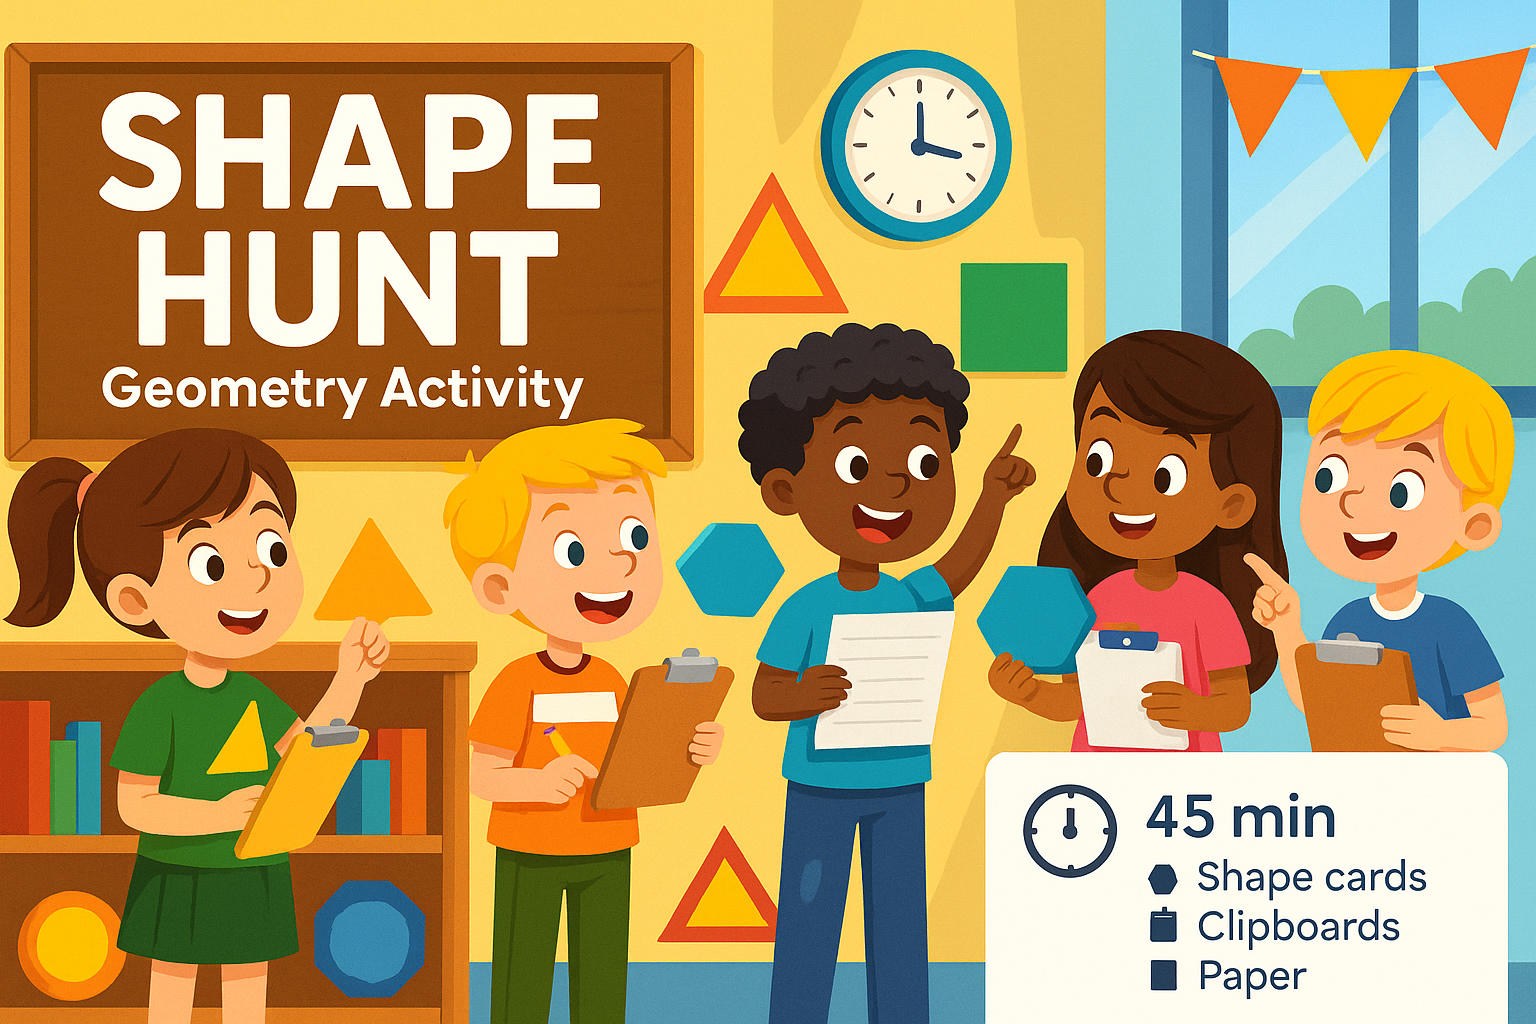 SHAPE
HUNT
Geometry Activity
45 min
Shape cards
Clipboards
Paper